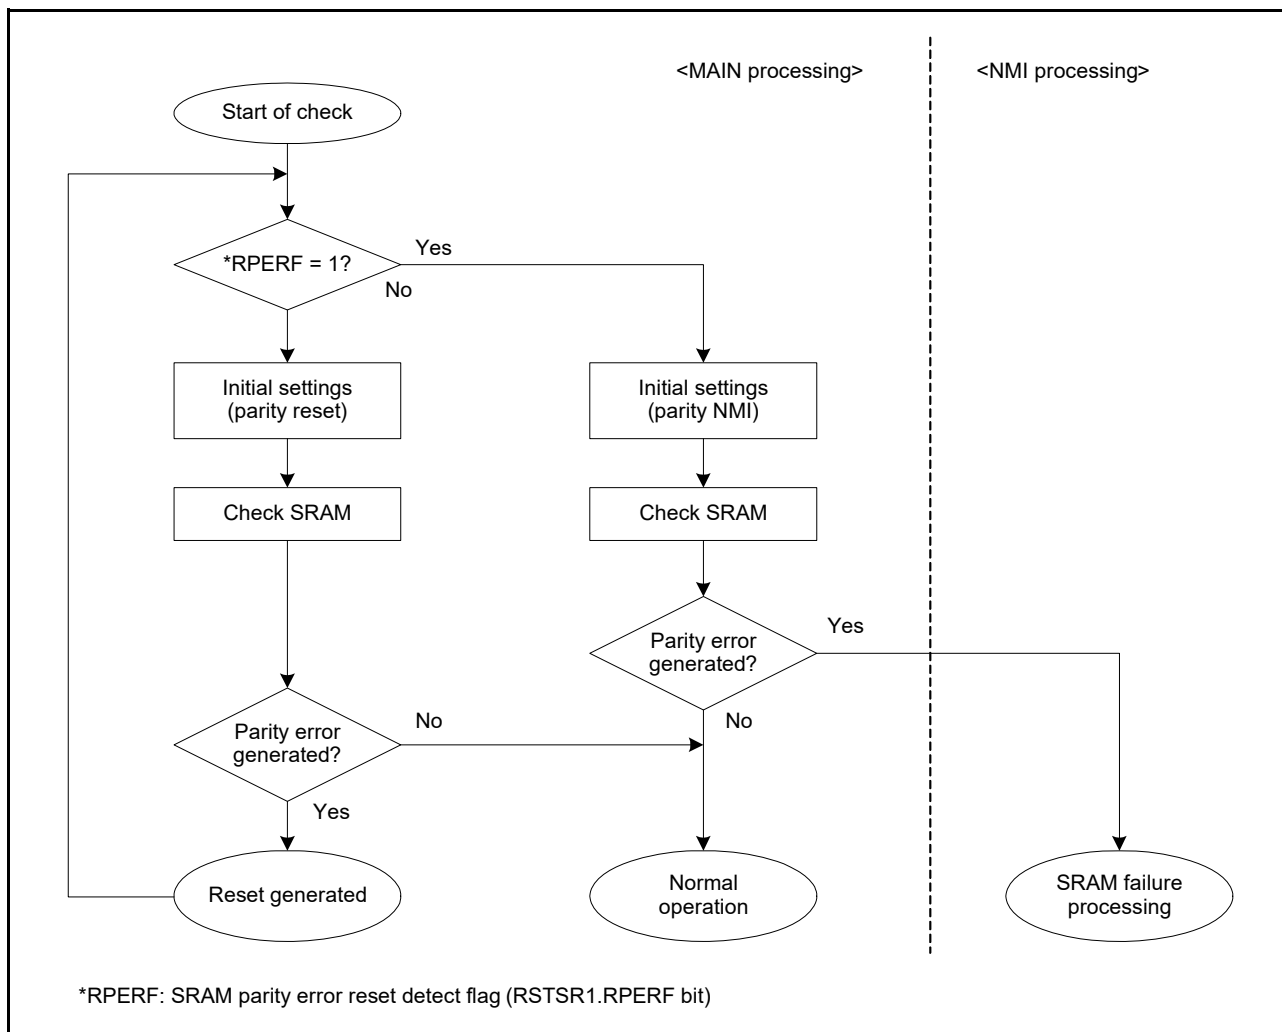 <MAIN processing>
<NMI processing>
Start of check
Yes
*RPERF = 1?
No
Initial settings
(parity reset)
Initial settings
(parity NMI)
Check SRAM
Check SRAM
Yes
Parity error
generated?
No
No
Parity error
generated?
Yes
Reset generated
Normal
operation
SRAM failure
processing
*RPERF: SRAM parity error reset detect flag (RSTSR1.RPERF bit)